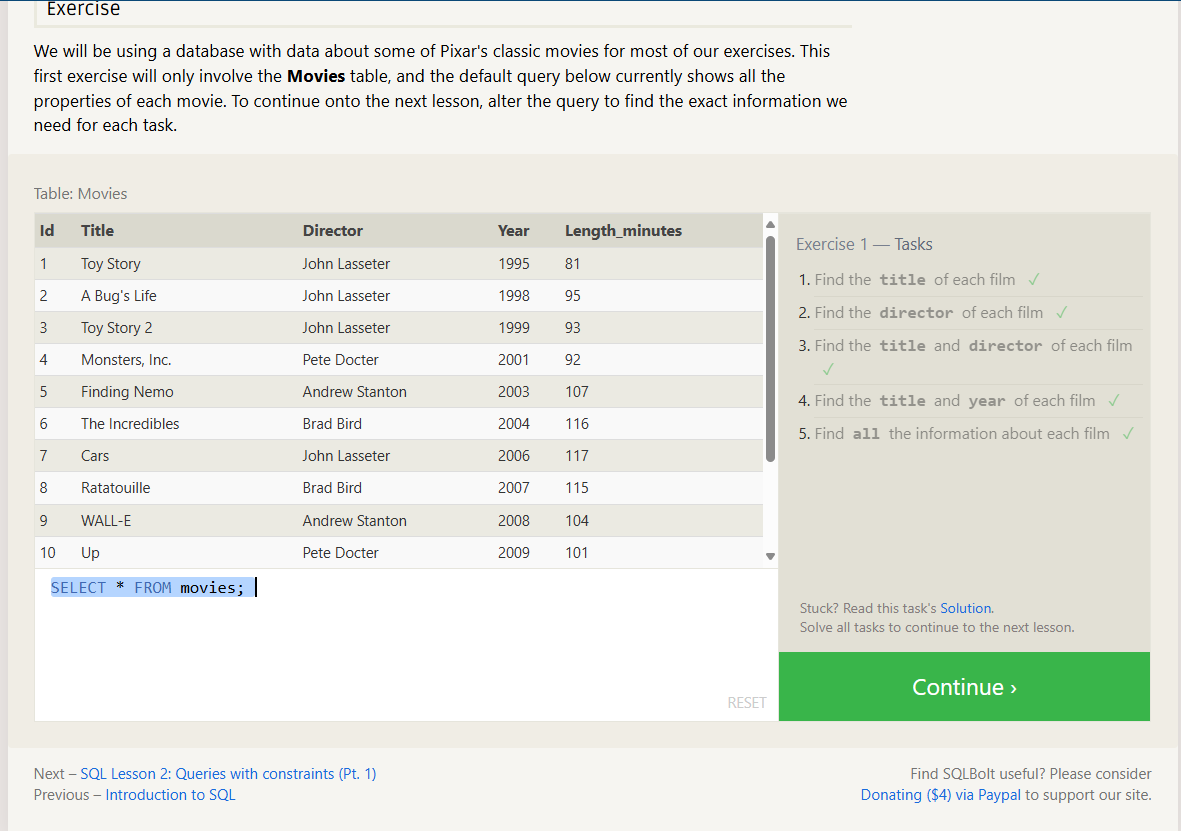 Exercise
We will be using a database with data about some of Pixar's classic movies for most of our exercises. This
first exercise will only involve the Movies table, and the default query below currently shows all the
properties of each movie. To continue onto the next lesson, alter the query to find the exact information we
need for each task.
Table: Movies
Id Title Director Year Length_minutes
1 Toy Story John Lasseter 1995 81
2 A Bug's Life John Lasseter 1998 95
3 Toy Story 2 John Lasseter 1999 93
4 Monsters, Inc. Pete Docter 2001 92
5 Finding Nemo Andrew Stanton 2003 107
6 The Incredibles Brad Bird 2004 116
7 Cars John Lasseter 2006 117
8 Ratatouille Brad Bird 2007 115
9 WALL-E Andrew Stanton 2008 104
10 Up Pete Docter 2009 101
SELECT * FROM movies;
RESET
Exercise 1 — Tasks
1. Find the title of each film ✓
2. Find the director of each film ✓
3. Find the title and director of each film
✓
4. Find the title and year of each film ✓
5. Find all the information about each film ✓
Stuck? Read this task's Solution.
Solve all tasks to continue to the next lesson.
Continue ›
Next – SQL Lesson 2: Queries with constraints (Pt. 1)
Previous – Introduction to SQL
Find SQLBolt useful? Please consider
Donating ($4) via Paypal to support our site.